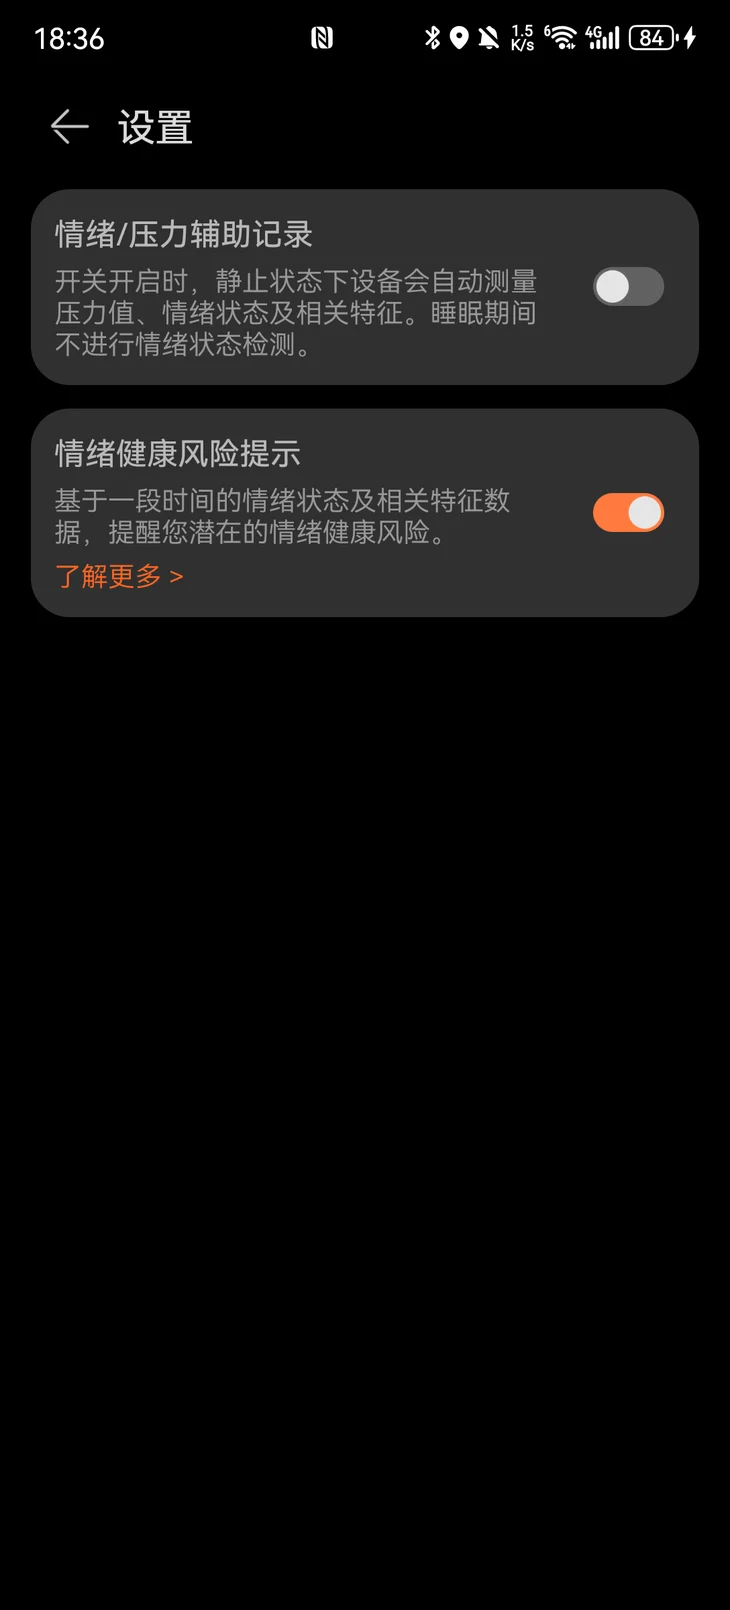 18:36
1.5
K/s
6
4G
84
设置
情绪/压力辅助记录
开关开启时，静止状态下设备会自动测量
压力值、情绪状态及相关特征。睡眠期间
不进行情绪状态检测。
情绪健康风险提示
基于一段时间的情绪状态及相关特征数
据，提醒您潜在的情绪健康风险。
了解更多 >